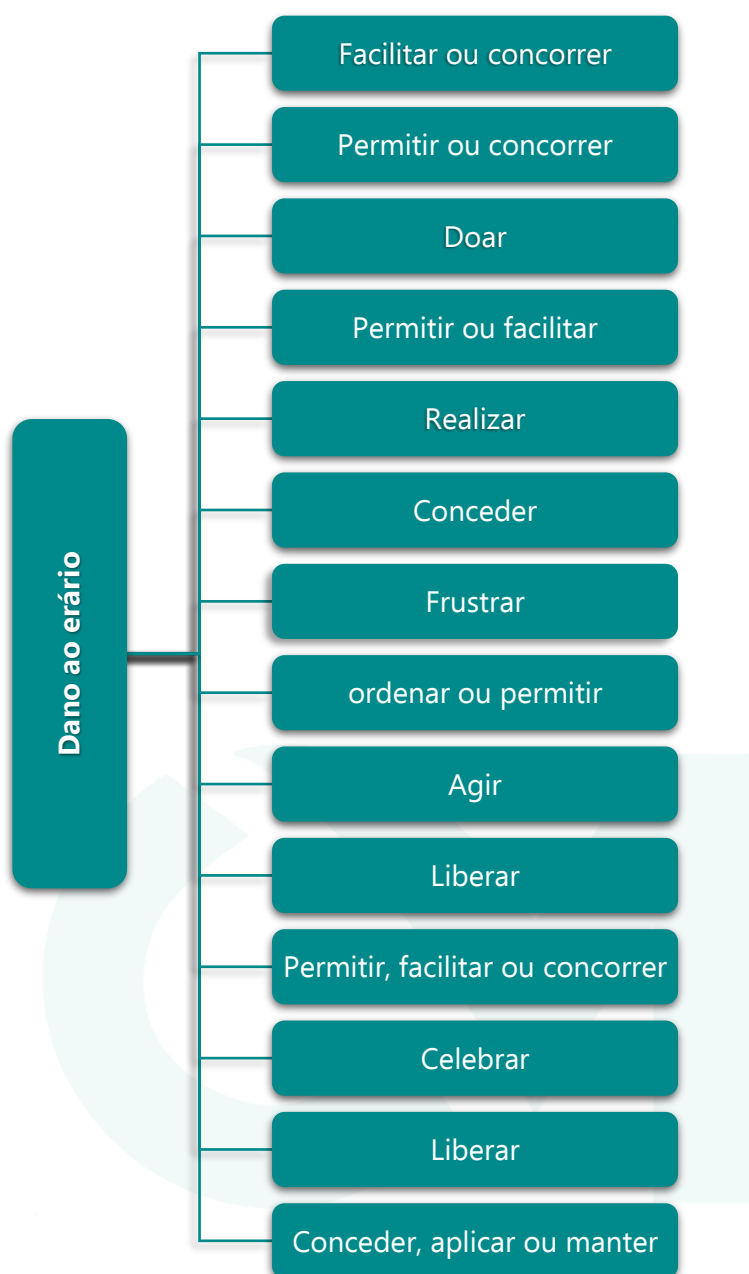 Dano ao erário
Facilitar ou concorrer
Permitir ou concorrer
Doar
Permitir ou facilitar
Realizar
Conceder
Frustrar
ordenar ou permitir
Agir
Liberar
Permitir, facilitar ou concorrer
Celebrar
Liberar
Conceder, aplicar ou manter